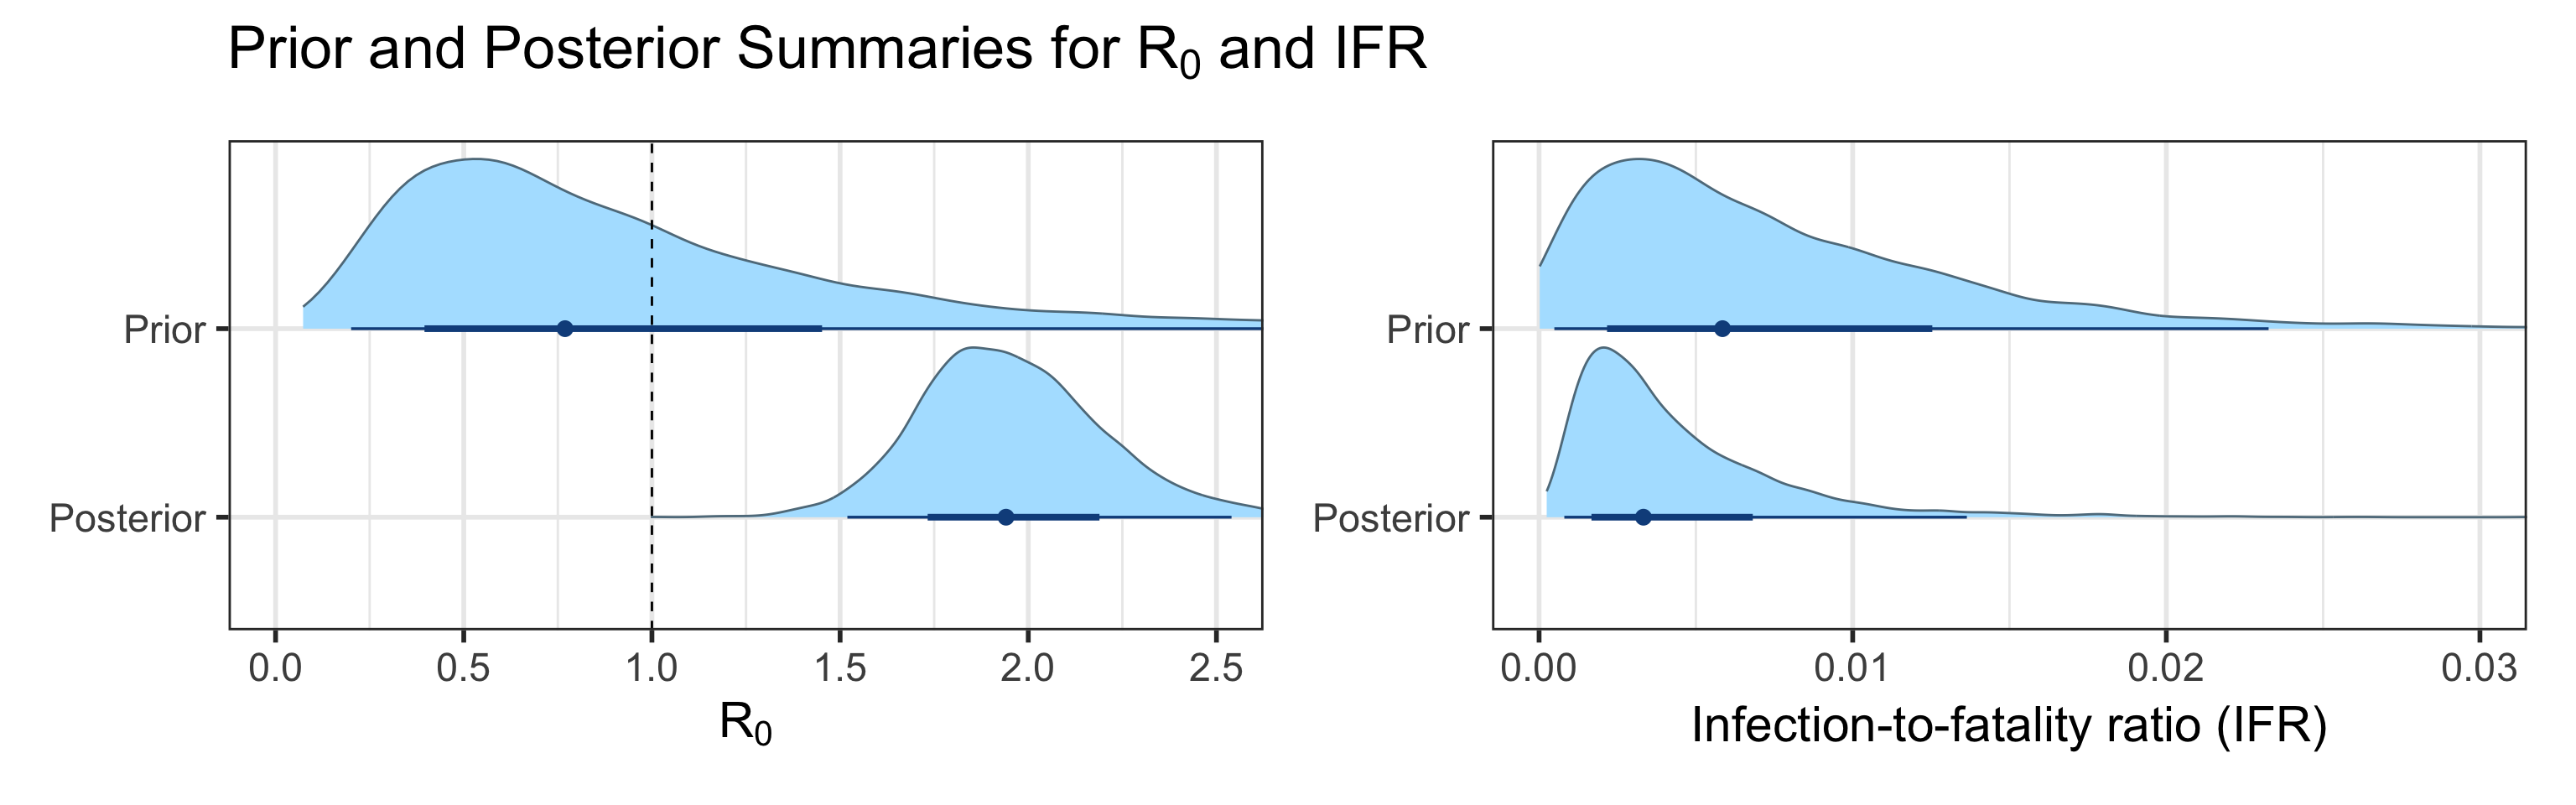 Prior and Posterior Summaries for R₀ and IFR
Prior
Posterior
0.0 0.5 1.0 1.5 2.0 2.5
R₀
Prior
Posterior
0.00 0.01 0.02 0.03
Infection-to-fatality ratio (IFR)